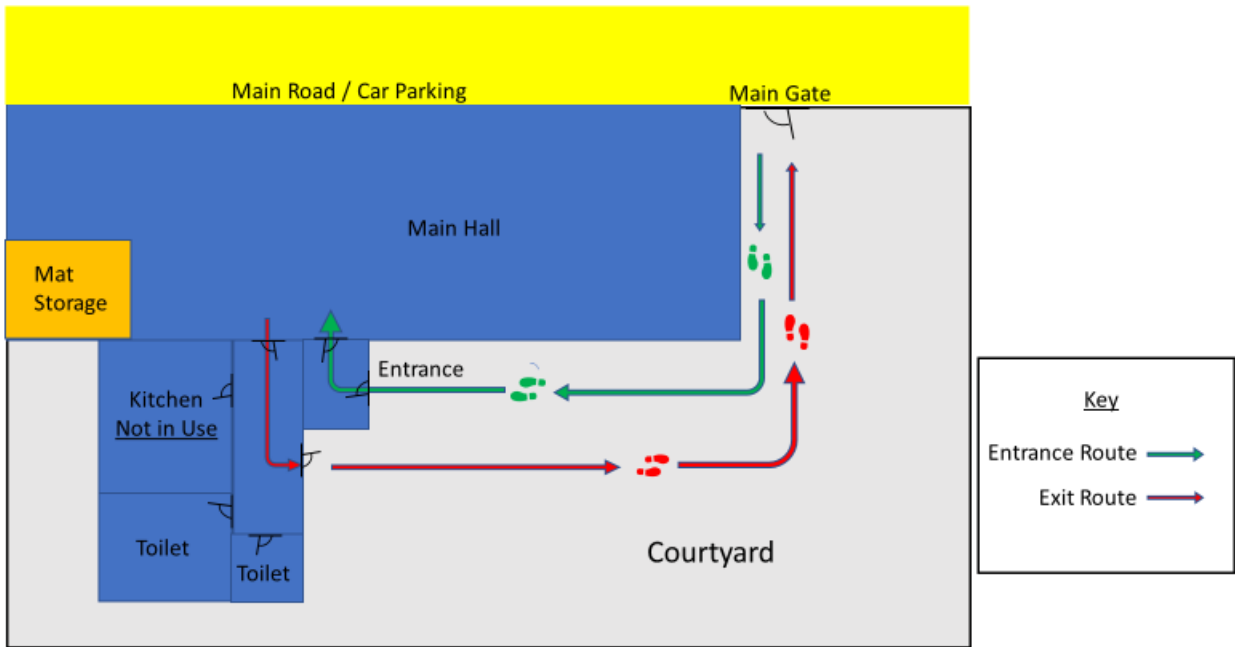 Main Road / Car Parking
Main Gate
Main Hall
Mat
Storage
Entrance
Kitchen
Not in Use
Toilet
Toilet
Courtyard
Key
Entrance Route
Exit Route